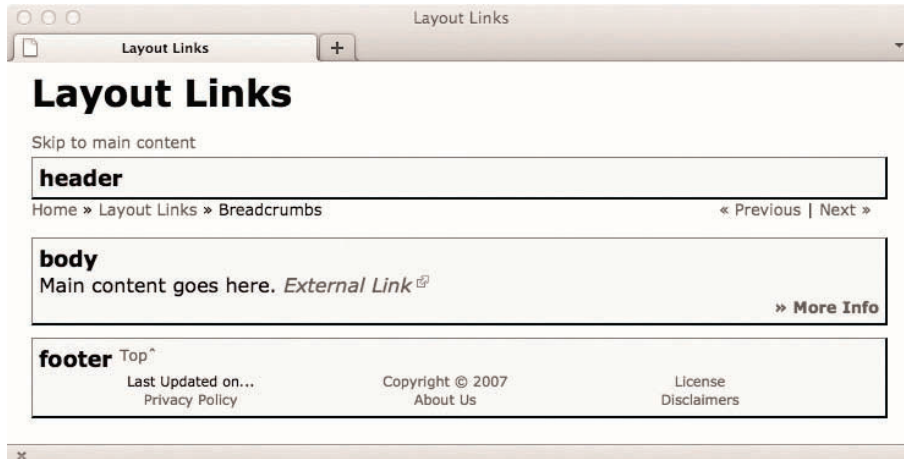 Layout Links
Layout Links +
Layout Links
Skip to main content
header
Home » Layout Links » Breadcrumbs « Previous | Next »
body
Main content goes here. External Link
» More Info
footer Top^
Last Updated on... Copyright © 2007 License
Privacy Policy About Us Disclaimers